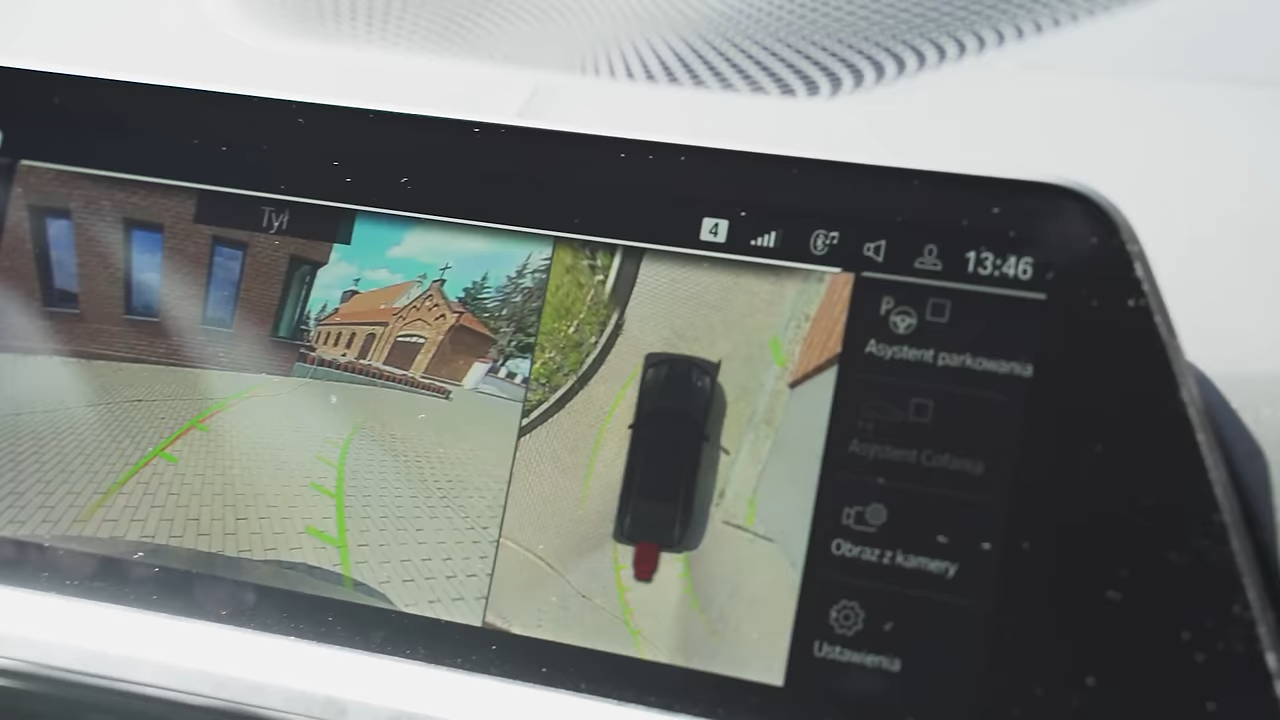 Tył
4
13:46
P
Asystent parkowania
Asystent Cofania
Obraz z kamery
Ustawienia